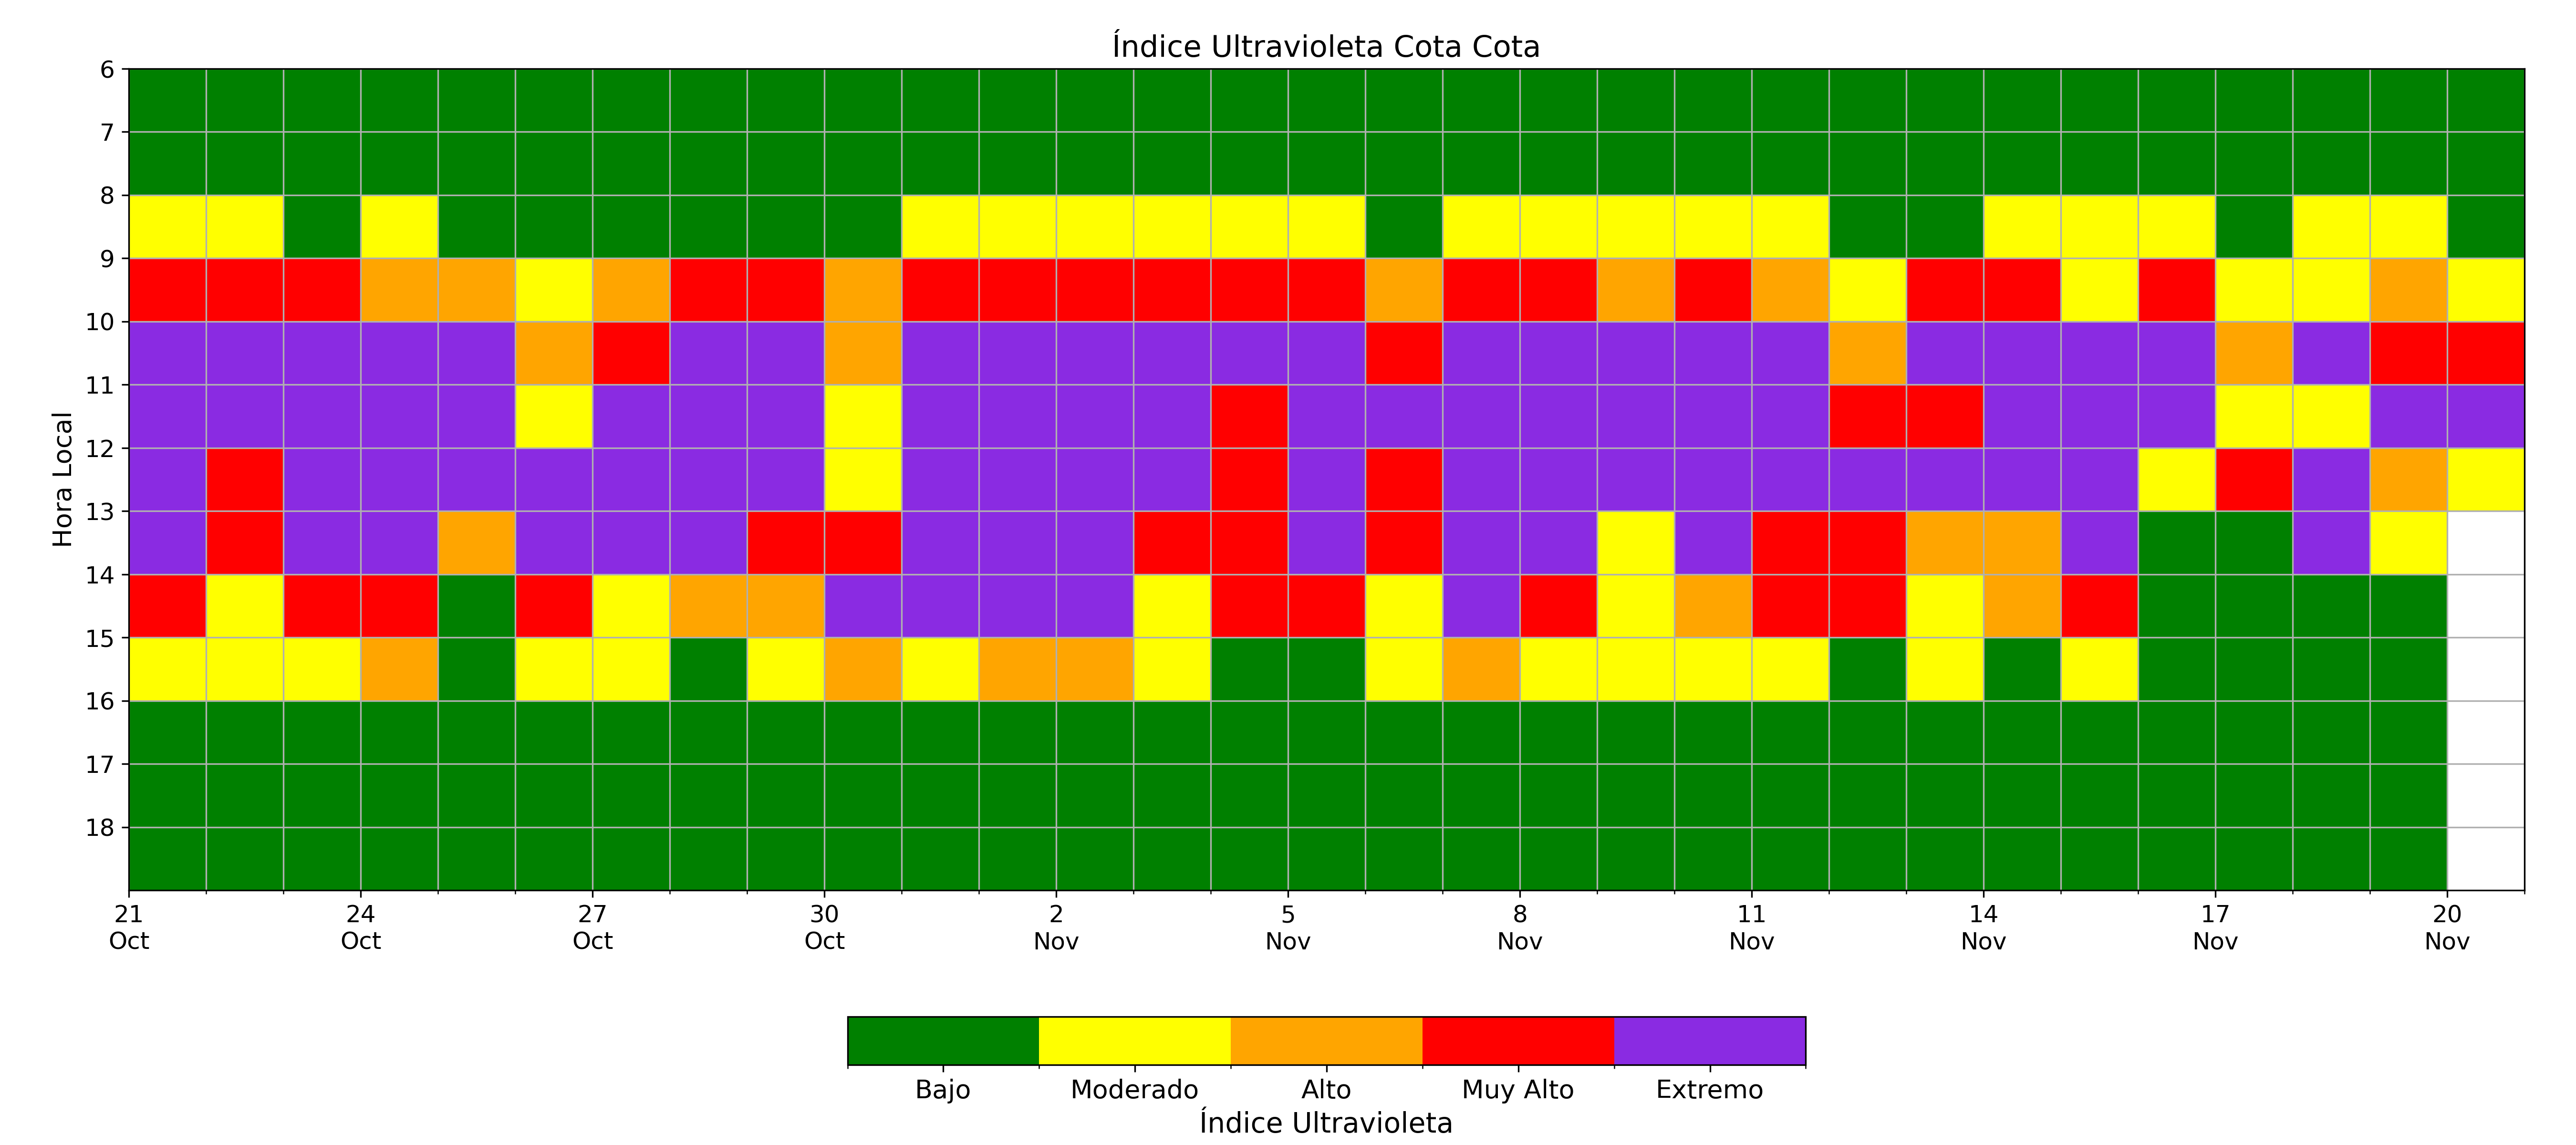 Índice Ultravioleta Cota Cota
6
7
8
9
10
11
12
13
14
15
16
17
18
Hora Local
21 24 27 30 2 5 8 11 14 17 20
Oct Oct Oct Oct Nov Nov Nov Nov Nov Nov Nov
Bajo Moderado Alto Muy Alto Extremo
Índice Ultravioleta